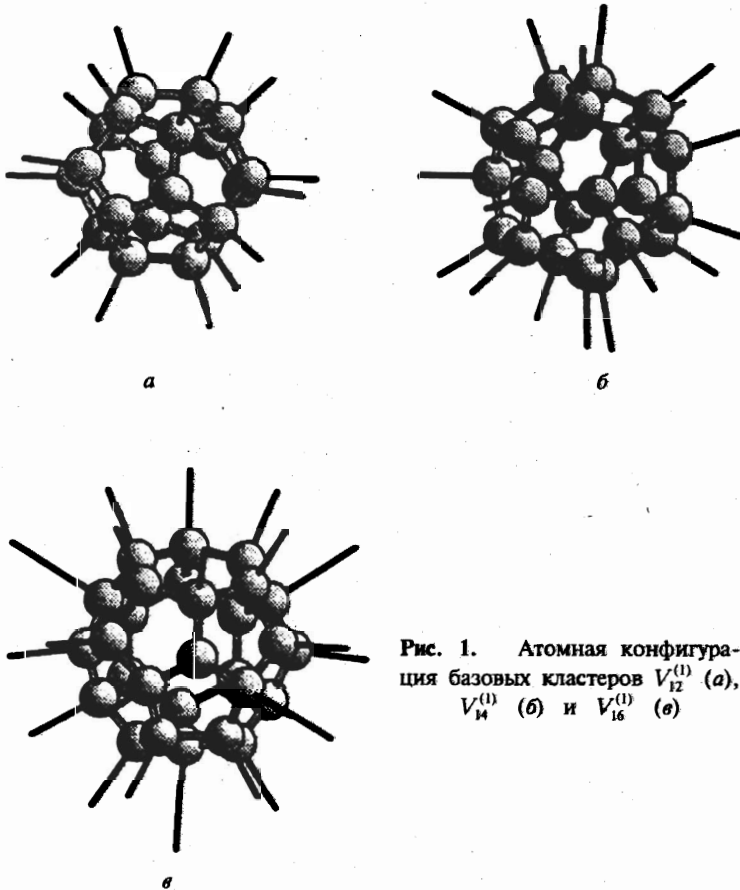 а
б
Рис. 1. Атомная конфигура-
ция базовых кластеров V₁₂⁽¹⁾ (а),
V₁₄⁽¹⁾ (б) и V₁₆⁽¹⁾ (в)
в